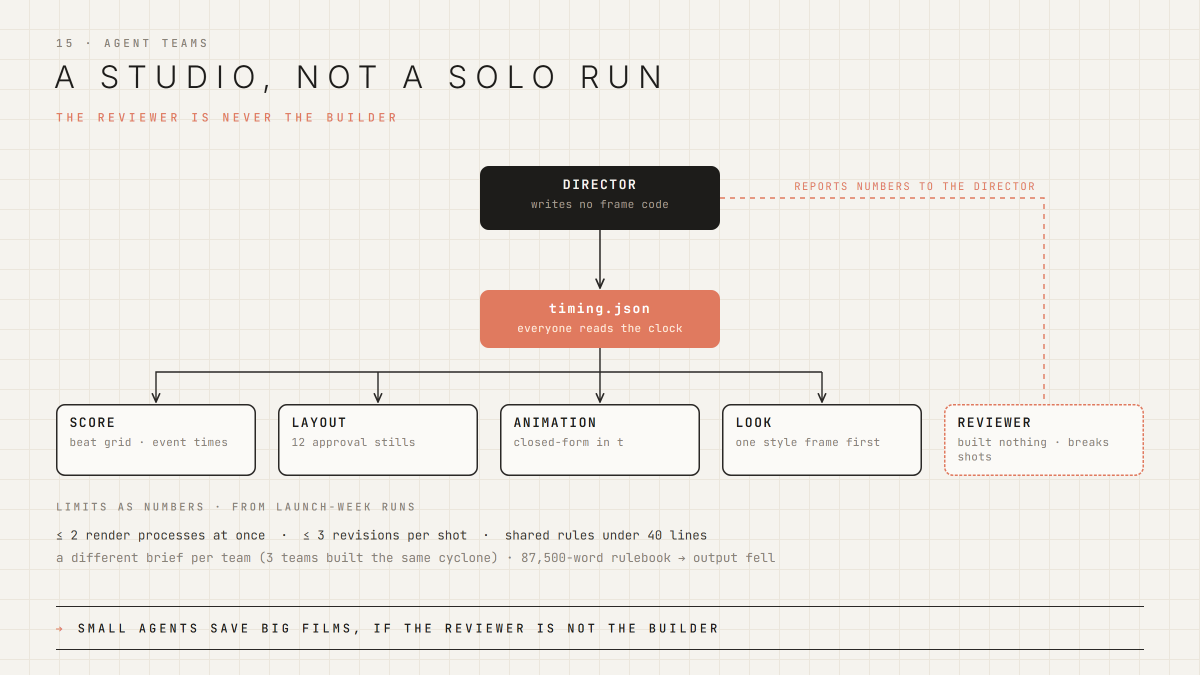 15 · AGENT TEAMS
A STUDIO, NOT A SOLO RUN
THE REVIEWER IS NEVER THE BUILDER
DIRECTOR
writes no frame code
REPORTS NUMBERS TO THE DIRECTOR
timing.json
everyone reads the clock
SCORE
beat grid · event times
LAYOUT
12 approval stills
ANIMATION
closed-form in t
LOOK
one style frame first
REVIEWER
built nothing · breaks
shots
LIMITS AS NUMBERS · FROM LAUNCH-WEEK RUNS
≤ 2 render processes at once · ≤ 3 revisions per shot · shared rules under 40 lines
a different brief per team (3 teams built the same cyclone) · 87,500-word rulebook → output fell
→ SMALL AGENTS SAVE BIG FILMS, IF THE REVIEWER IS NOT THE BUILDER